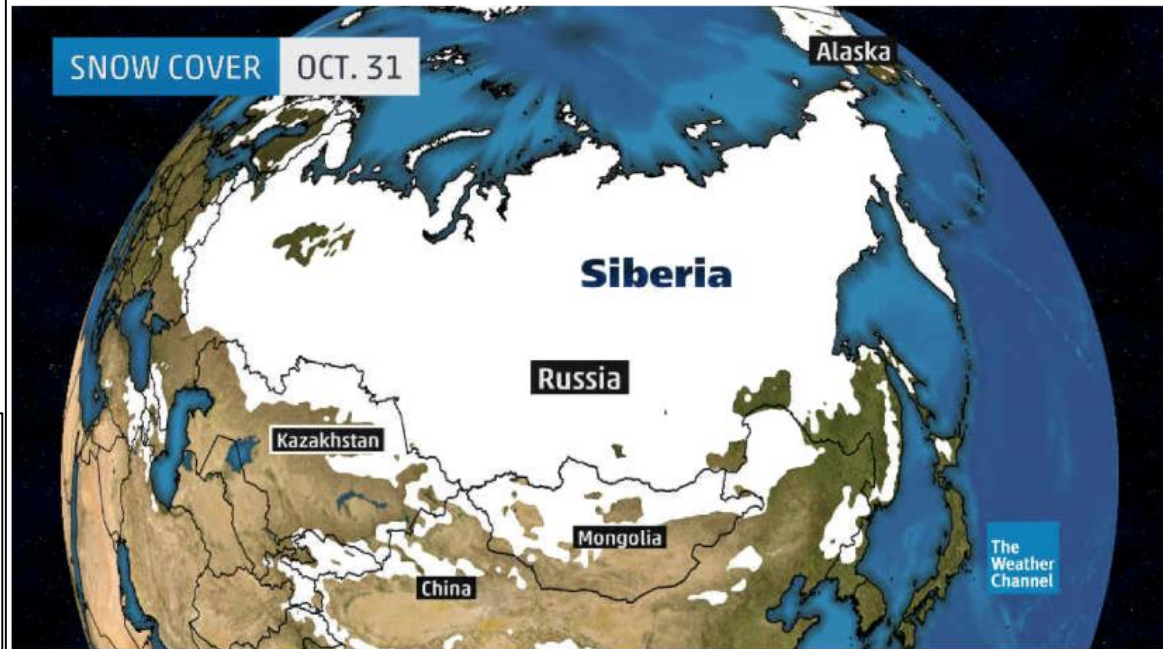 SNOW COVER OCT. 31
Alaska
Siberia
Russia
Kazakhstan
Mongolia
China
The
Weather
Channel